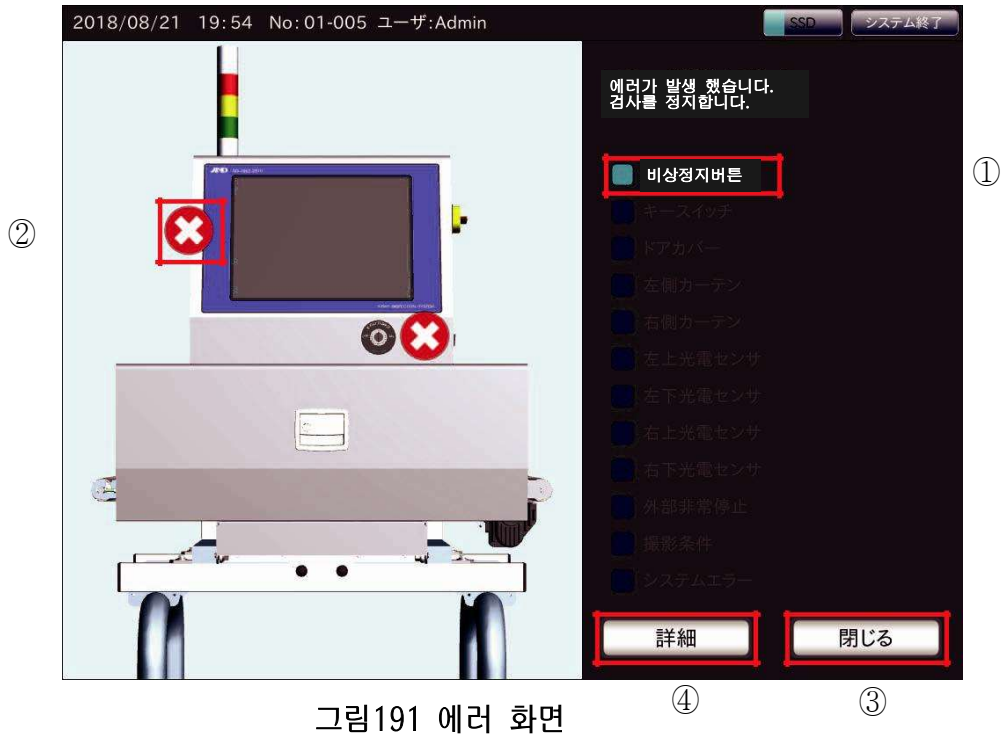 2018/08/21 19:54 No:01-005 ユーザ:Admin
SSD
システム終了
에러가 발생 했습니다.
검사를 정지합니다.
①
비상정지버튼
キースイッチ
②
ドアカバー
左側カーテン
右側カーテン
左上光電センサ
左下光電センサ
右上光電センサ
右下光電センサ
外部非常停止
撮影条件
システムエラー
詳細
閉じる
④
③
그림191 에러 화면
AND